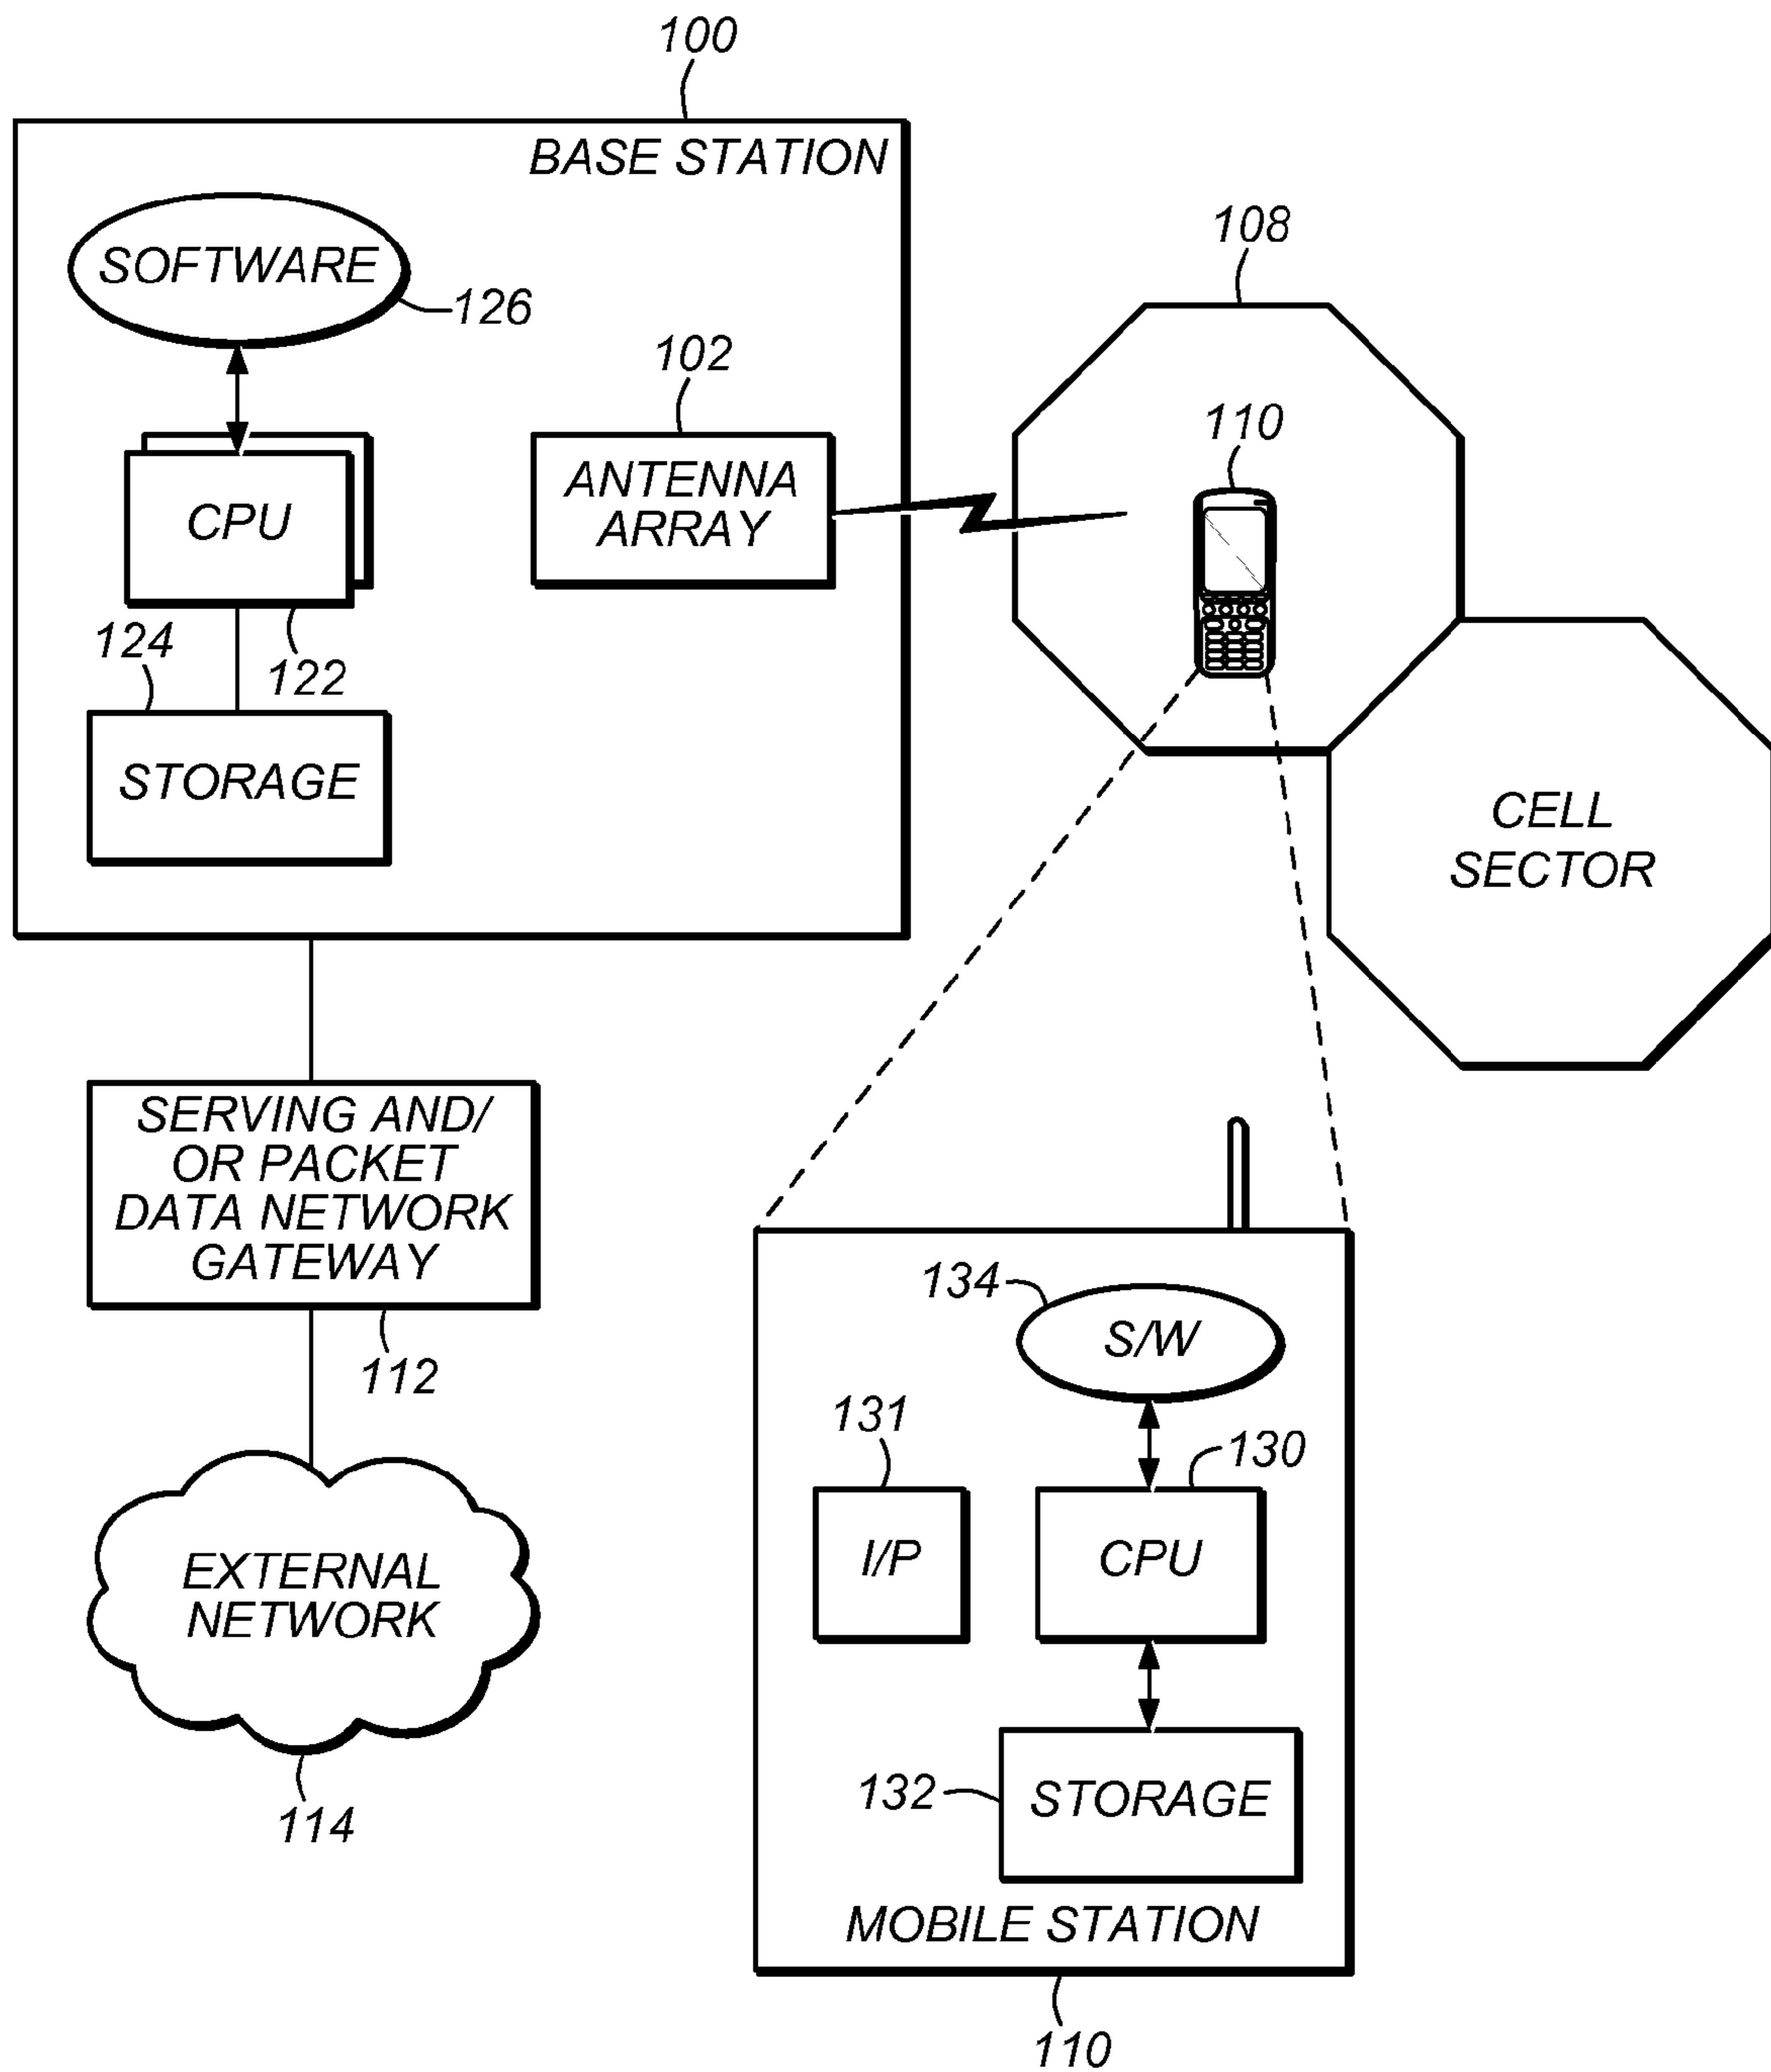 100
BASE STATION
SOFTWARE
126
102
ANTENNA
ARRAY
CPU
124
122
STORAGE
108
110
CELL
SECTOR
SERVING AND/
OR PACKET
DATA NETWORK
GATEWAY
112
EXTERNAL
NETWORK
114
134
S/W
131
130
I/P
CPU
132
STORAGE
MOBILE STATION
110